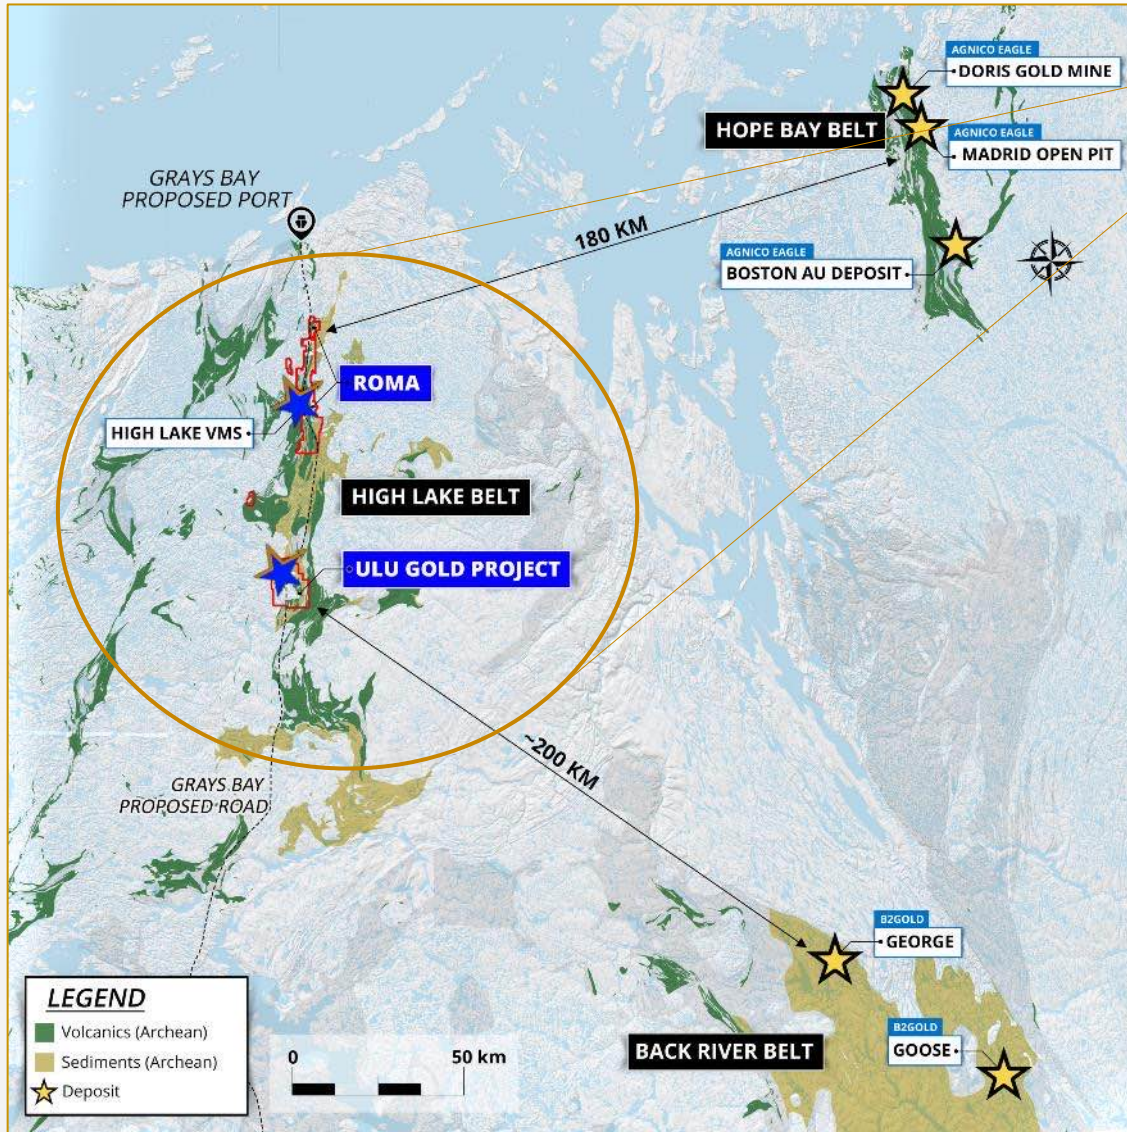 AGNICO EAGLE
DORIS GOLD MINE
HOPE BAY BELT
AGNICO EAGLE
MADRID OPEN PIT
GRAYS BAY
PROPOSED PORT
180 KM
AGNICO EAGLE
BOSTON AU DEPOSIT
ROMA
HIGH LAKE VMS
HIGH LAKE BELT
ULU GOLD PROJECT
~200 KM
GRAYS BAY
PROPOSED ROAD
B2GOLD
GEORGE
B2GOLD
GOOSE
BACK RIVER BELT
LEGEND
Volcanics (Archean)
Sediments (Archean)
Deposit
0 50 km